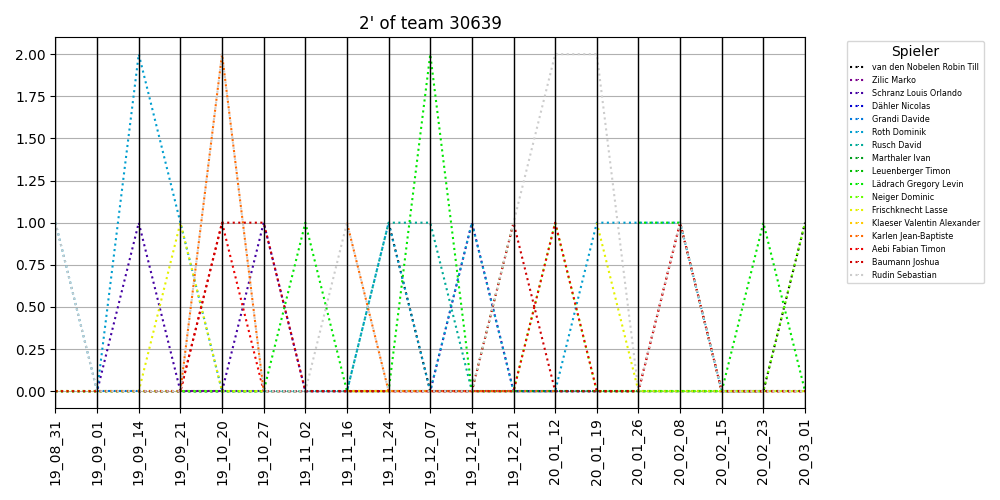 2' of team 30639
2.00
1.75
1.50
1.25
1.00
0.75
0.50
0.25
0.00
19_08_31
19_09_01
19_09_14
19_09_21
19_10_20
19_10_27
19_11_02
19_11_16
19_11_24
19_12_07
19_12_14
19_12_21
20_01_12
20_01_19
20_01_26
20_02_08
20_02_15
20_02_23
20_03_01
Spieler
van den Nobelen Robin Till
Zilic Marko
Schranz Louis Orlando
Dähler Nicolas
Grandi Davide
Roth Dominik
Rusch David
Marthaler Ivan
Leuenberger Timon
Lädrach Gregory Levin
Neiger Dominic
Frischknecht Lasse
Klaeser Valentin Alexander
Karlen Jean-Baptiste
Aebi Fabian Timon
Baumann Joshua
Rudin Sebastian